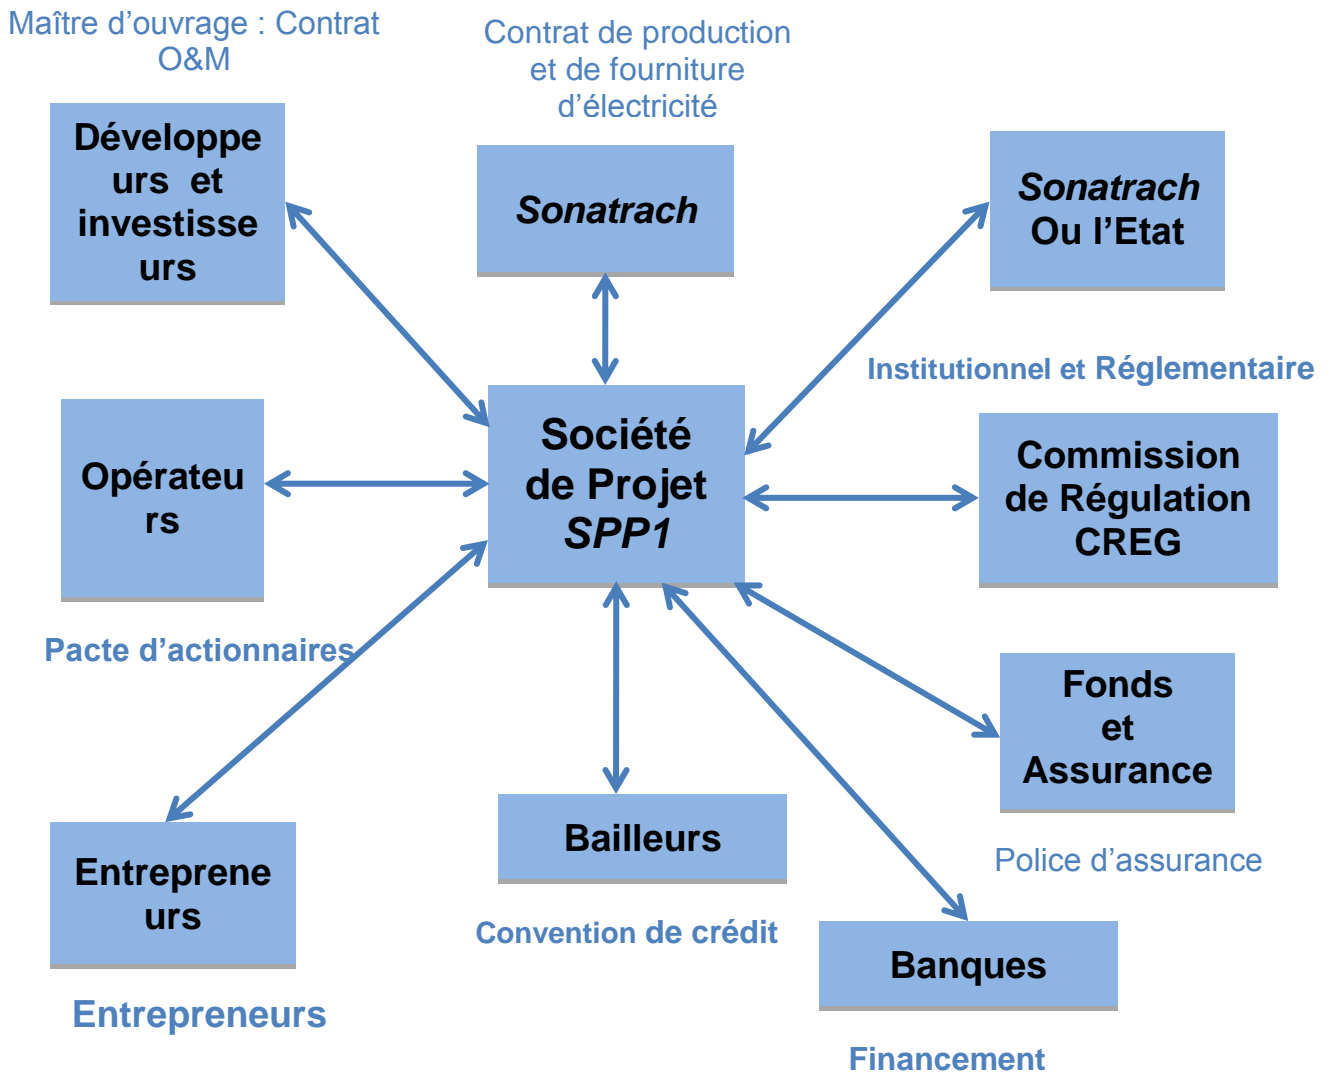 Maître d’ouvrage : Contrat
O&M
Contrat de production
et de fourniture
d’électricité
Développe
urs et
investisse
urs
Sonatrach
Sonatrach
Ou l’Etat
Institutionnel et Réglementaire
Opérateu
rs
Société
de Projet
SPP1
Commission
de Régulation
CREG
Pacte d’actionnaires
Fonds
et
Assurance
Police d’assurance
Entreprene
urs
Entrepreneurs
Bailleurs
Convention de crédit
Banques
Financement